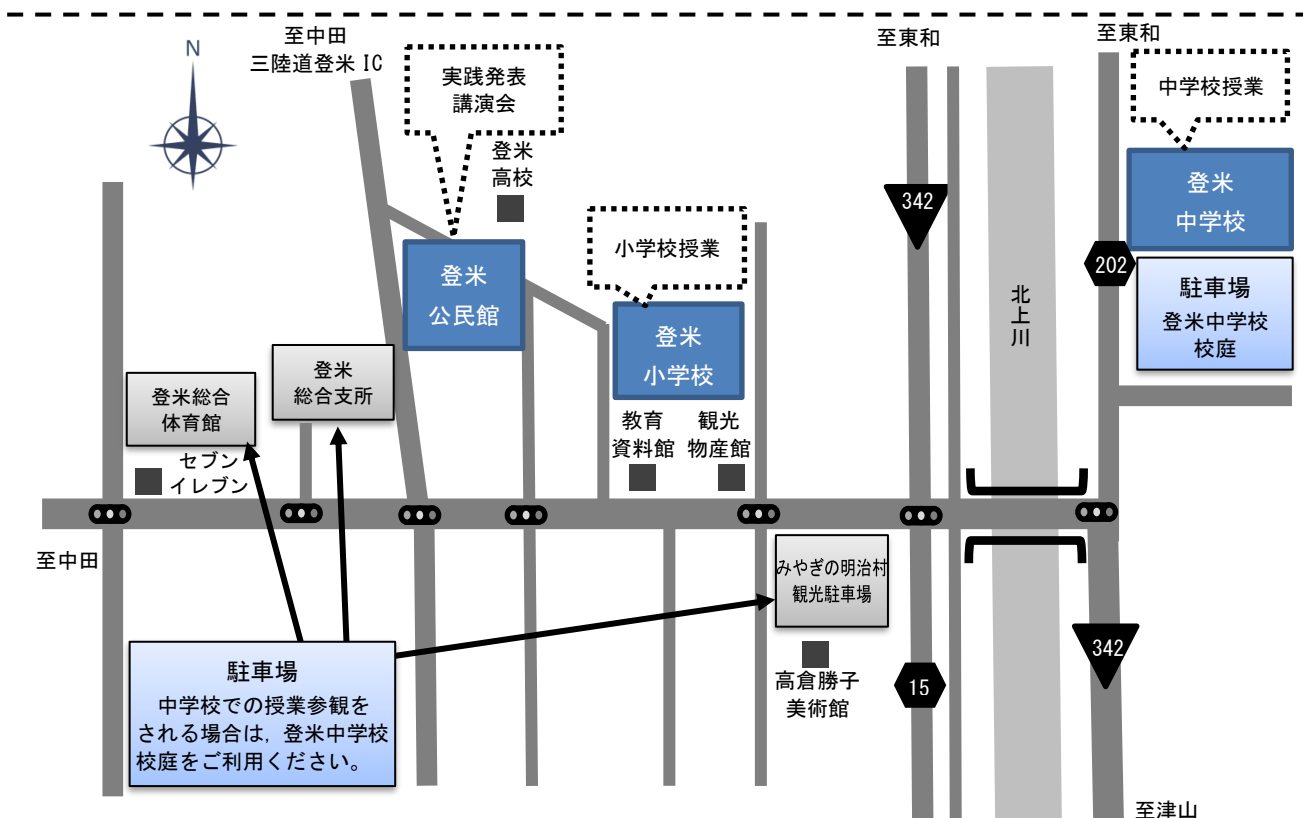 N
至中田
三陸道登米 IC
実践発表
講演会
登米
高校
至東和
至東和
中学校授業
登米
中学校
342
小学校授業
登米
公民館
202
駐車場
登米中学校
校庭
北上川
登米
小学校
登米
総合支所
登米総合
体育館
教育
資料館
観光
物産館
セブン
イレブン
至中田
みやぎの明治村
観光駐車場
駐車場
中学校での授業参観を
される場合は，登米中学校
校庭をご利用ください。
高倉勝子
美術館
15
342
至津山